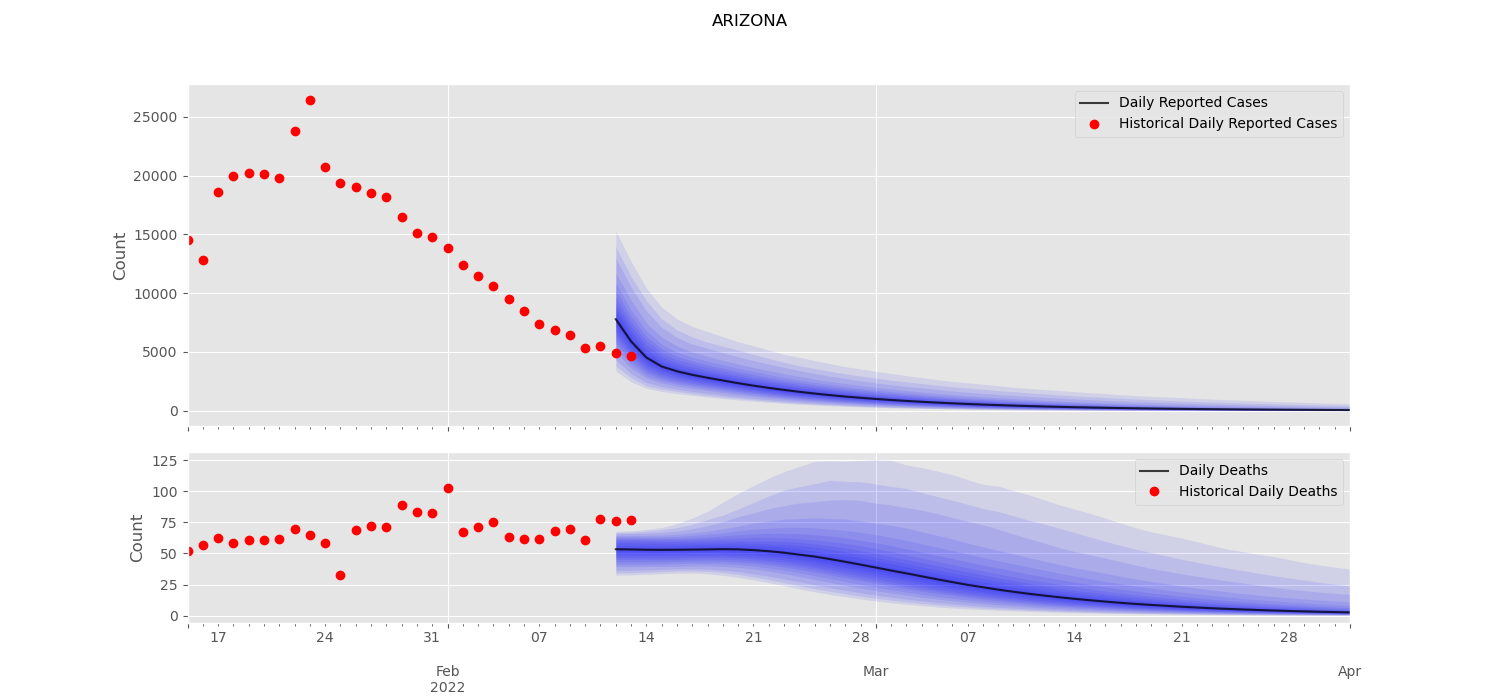 ARIZONA
Daily Reported Cases
Historical Daily Reported Cases
Count
25000
20000
15000
10000
5000
0
Daily Deaths
Historical Daily Deaths
Count
125
100
75
50
25
0
17 24 31 07 14 21 28 07 14 21 28
Feb Mar Apr
2022